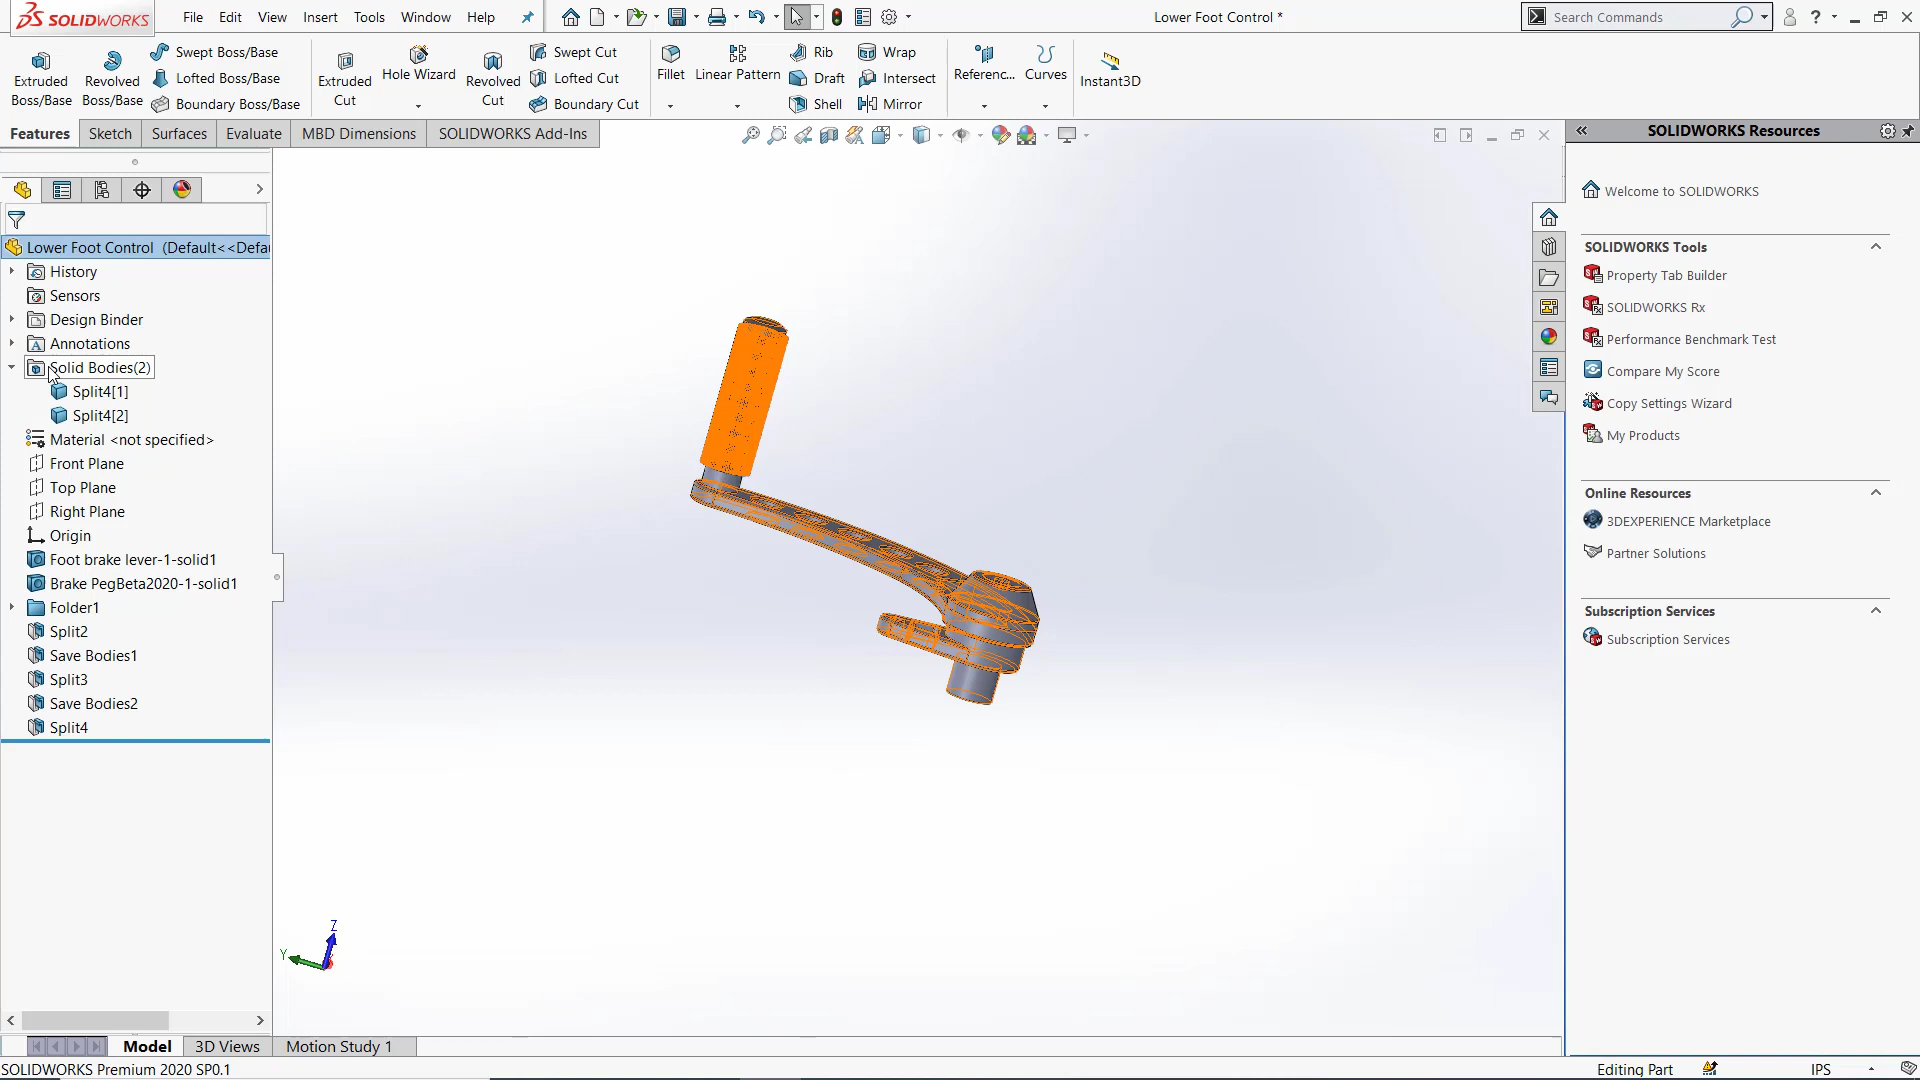 SOLIDWORKS File Edit View Insert Tools Window Help Lower Foot Control * Search Commands ?
Extruded Boss/Base
Revolved Boss/Base
Swept Boss/Base
Lofted Boss/Base
Boundary Boss/Base
Extruded Cut
Hole Wizard
Revolved Cut
Swept Cut
Lofted Cut
Boundary Cut
Fillet
Linear Pattern
Rib
Draft
Shell
Wrap
Intersect
Mirror
Referenc...
Curves
Instant3D
Features Sketch Surfaces Evaluate MBD Dimensions SOLIDWORKS Add-Ins
Lower Foot Control (Default<<Defau
History
Sensors
Design Binder
Annotations
Solid Bodies(2)
Split4[1]
Split4[2]
Material <not specified>
Front Plane
Top Plane
Right Plane
Origin
Foot brake lever-1-solid1
Brake PegBeta2020-1-solid1
Folder1
Split2
Save Bodies1
Split3
Save Bodies2
Split4
Z
Y
SOLIDWORKS Resources
Welcome to SOLIDWORKS
SOLIDWORKS Tools
Property Tab Builder
SOLIDWORKS Rx
Performance Benchmark Test
Compare My Score
Copy Settings Wizard
My Products
Online Resources
3DEXPERIENCE Marketplace
Partner Solutions
Subscription Services
Subscription Services
Model 3D Views Motion Study 1
SOLIDWORKS Premium 2020 SP0.1 Editing Part IPS